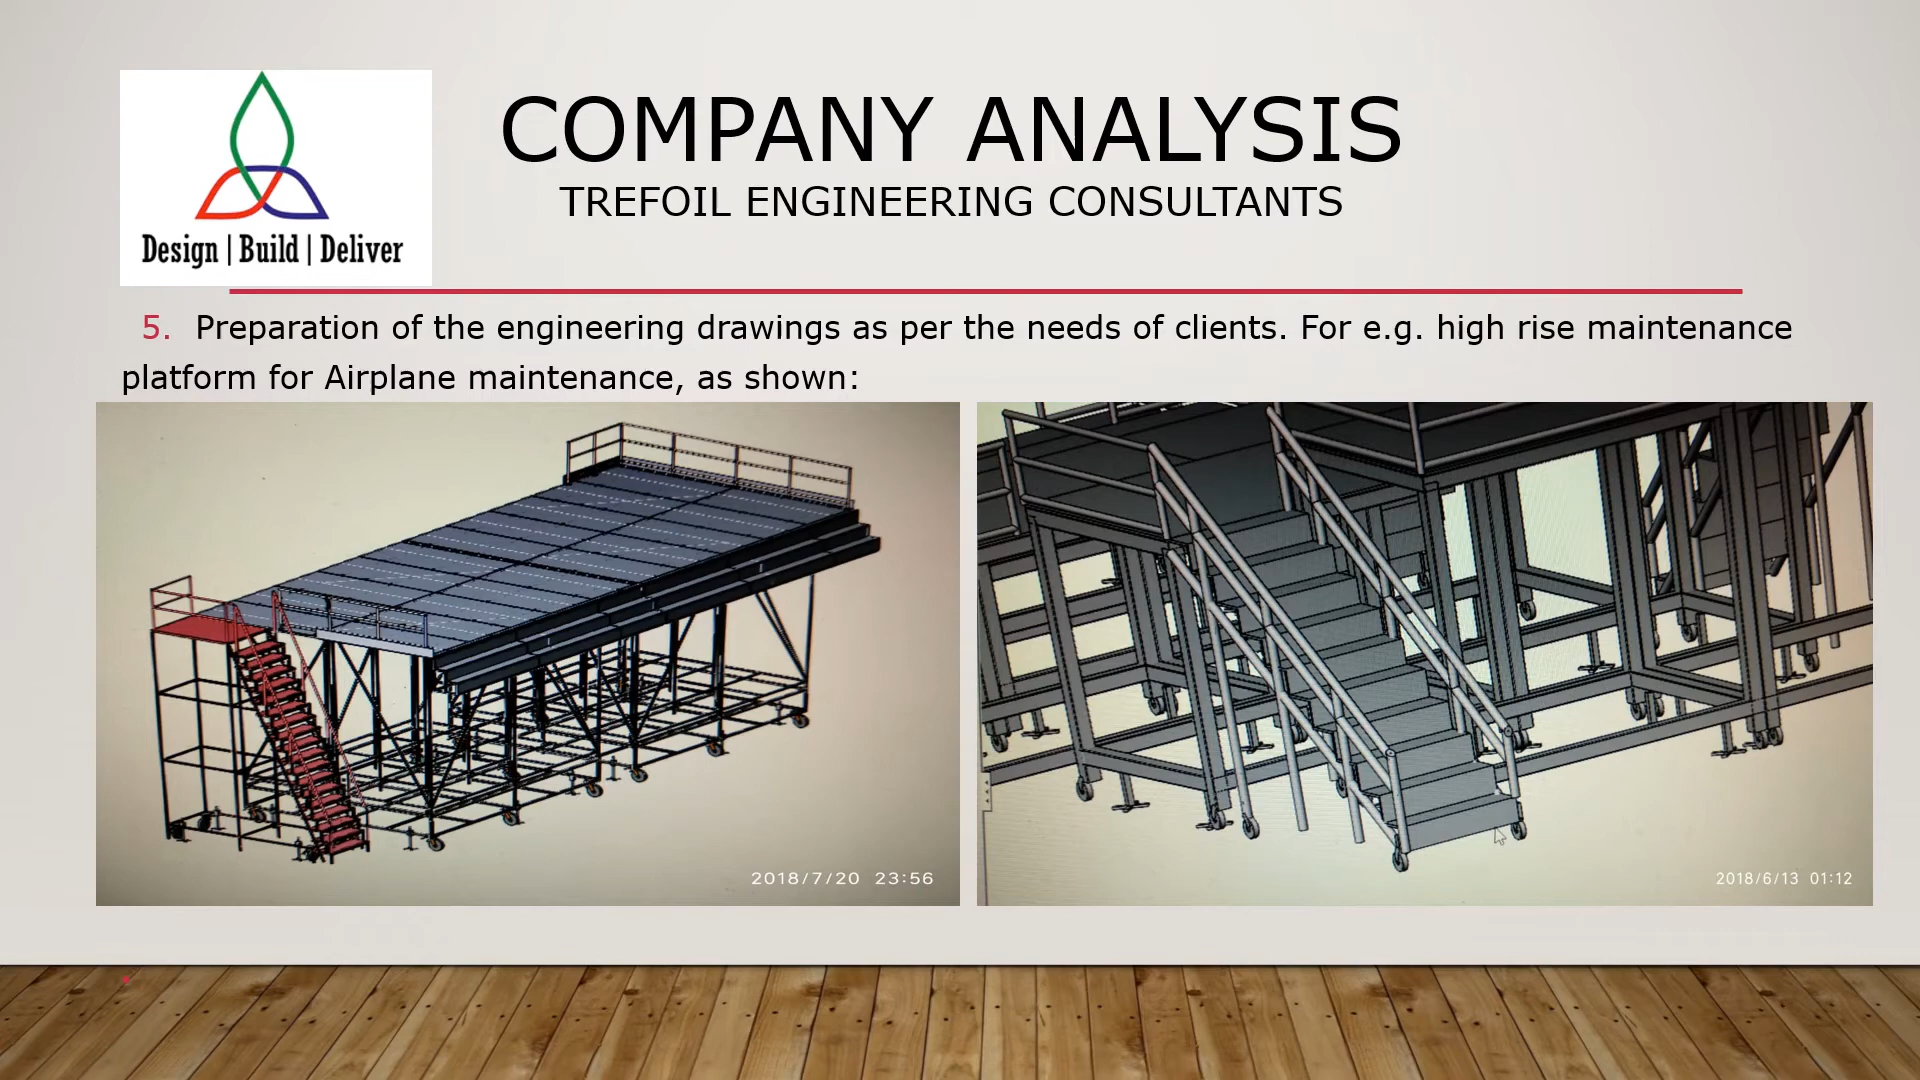 Design | Build | Deliver
COMPANY ANALYSIS
TREFOIL ENGINEERING CONSULTANTS
5. Preparation of the engineering drawings as per the needs of clients. For e.g. high rise maintenance
platform for Airplane maintenance, as shown:
2018/7/20 23:56
2018/6/13 01:12